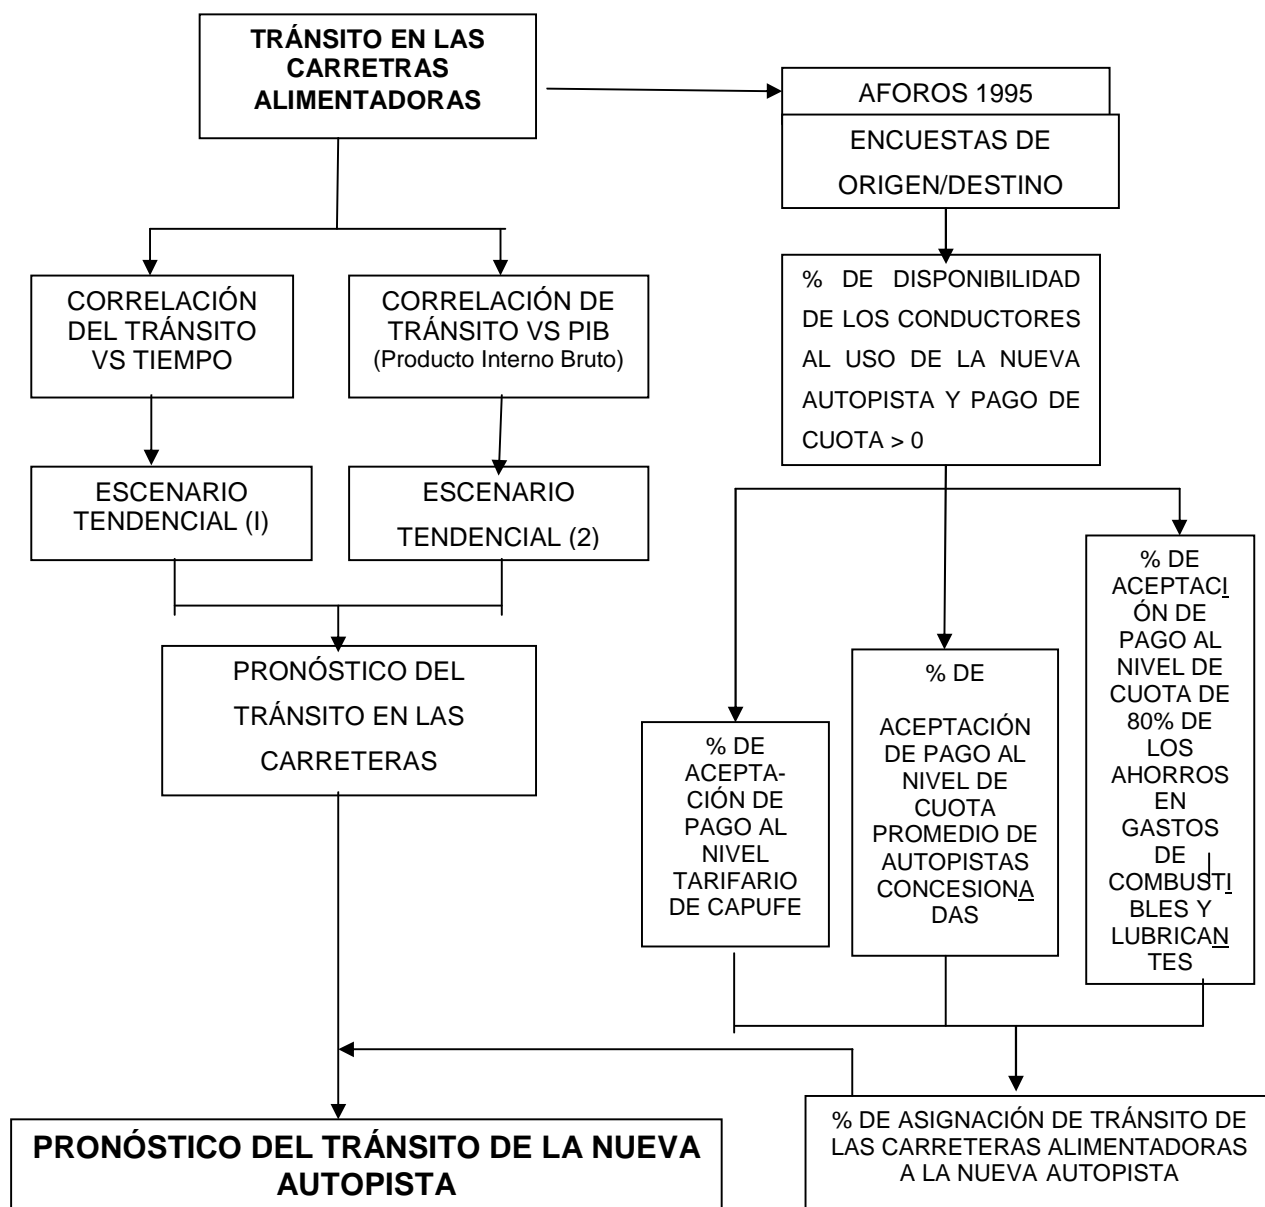 TRÁNSITO EN LAS
CARRETRAS
ALIMENTADORAS
AFOROS 1995
ENCUESTAS DE
ORIGEN/DESTINO
CORRELACIÓN
DEL TRÁNSITO
VS TIEMPO
CORRELACIÓN DE
TRÁNSITO VS PIB
(Producto Interno Bruto)
% DE DISPONIBILIDAD
DE LOS CONDUCTORES
AL USO DE LA NUEVA
AUTOPISTA Y PAGO DE
CUOTA > 0
ESCENARIO
TENDENCIAL (I)
ESCENARIO
TENDENCIAL (2)
PRONÓSTICO DEL
TRÁNSITO EN LAS
CARRETERAS
% DE
ACEPTA-
CIÓN DE
PAGO AL
NIVEL
TARIFARIO
DE CAPUFE
% DE
ACEPTACIÓN
DE PAGO AL
NIVEL DE
CUOTA
PROMEDIO DE
AUTOPISTAS
CONCESIONA
DAS
% DE
ACEPTACI
ÓN DE
PAGO AL
NIVEL DE
CUOTA DE
80% DE
LOS
AHORROS
EN
GASTOS
DE
COMBUSTI
BLES Y
LUBRICAN
TES
PRONÓSTICO DEL TRÁNSITO DE LA NUEVA
AUTOPISTA
% DE ASIGNACIÓN DE TRÁNSITO DE
LAS CARRETERAS ALIMENTADORAS
A LA NUEVA AUTOPISTA